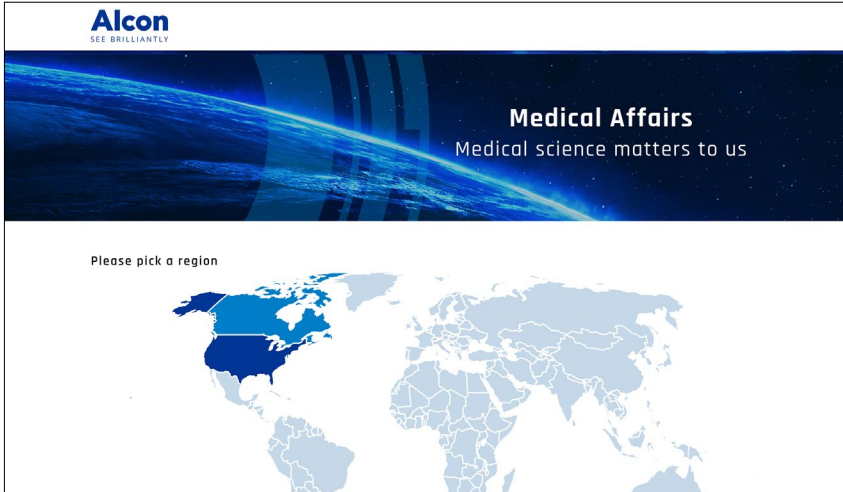 Alcon
SEE BRILLIANTLY
Medical Affairs
Medical science matters to us
Please pick a region